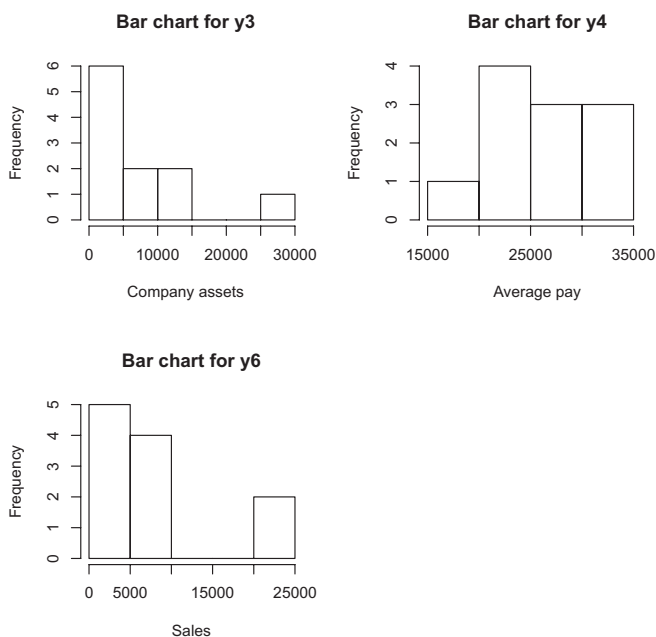 Bar chart for y3
Frequency
0 1 2 3 4 5 6
0 10000 20000 30000
Company assets
Bar chart for y4
Frequency
0 1 2 3 4
15000 25000 35000
Average pay
Bar chart for y6
Frequency
0 1 2 3 4 5
0 5000 15000 25000
Sales